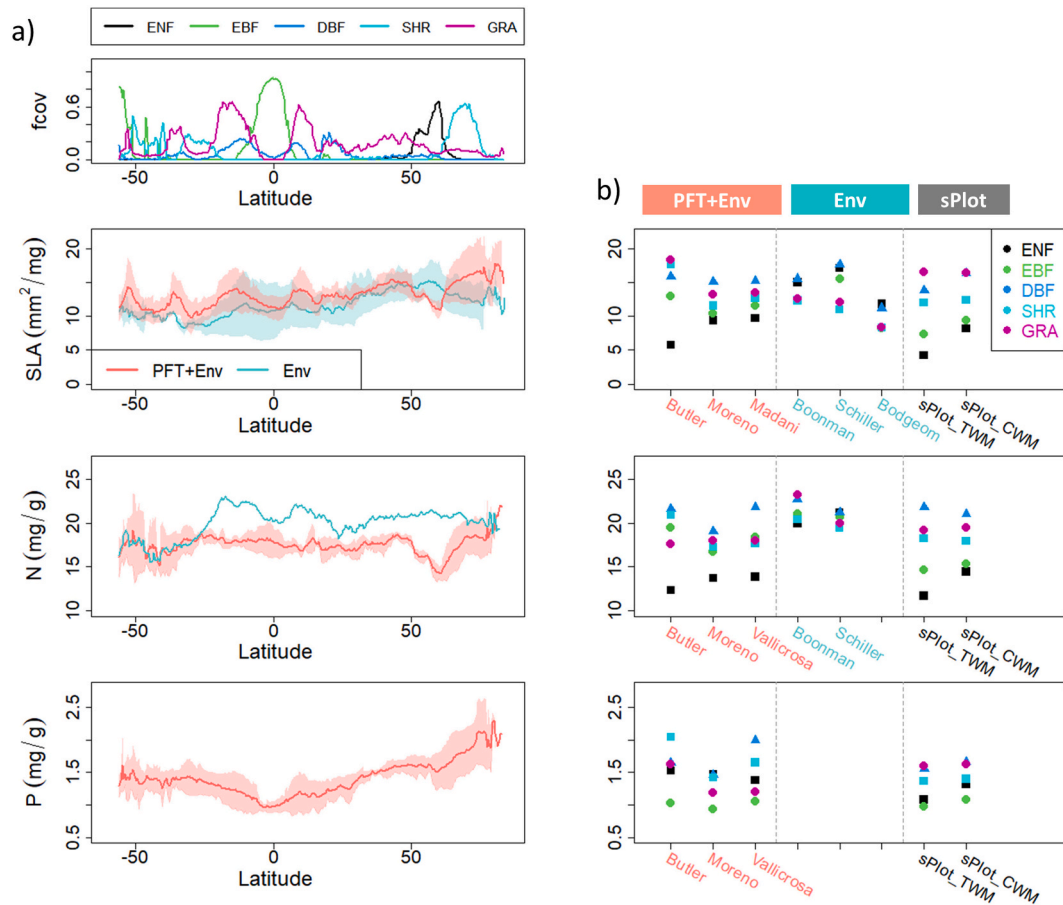 a)
ENF EBF DBF SHR GRA
fcov
0.0 0.6
-50 0 50
Latitude
SLA (mm²/mg)
0 5 10 20
PFT+Env Env
-50 0 50
Latitude
N (mg/g)
10 15 20 25
-50 0 50
Latitude
P (mg/g)
0.5 1.5 2.5
-50 0 50
Latitude
b)
PFT+Env Env sPlot
0 5 10 20
ENF
EBF
DBF
SHR
GRA
Butler Moreno Madani Boonman Schiller Bodgeom sPlot_TWM sPlot_CWM
10 15 20 25
Butler Moreno Vallicrosa Boonman Schiller sPlot_TWM sPlot_CWM
0.5 1.5 2.5
Butler Moreno Vallicrosa sPlot_TWM sPlot_CWM